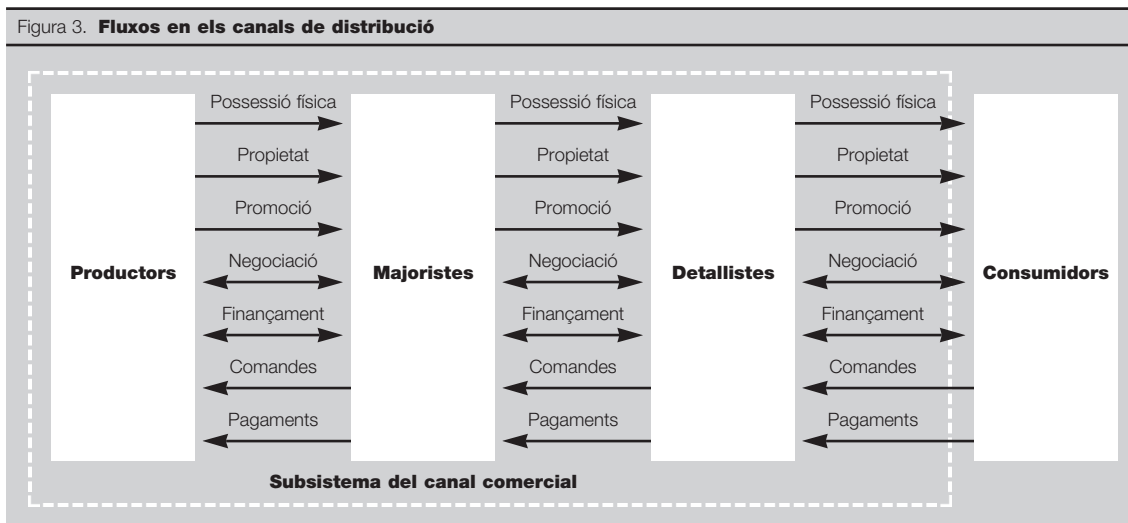 Figura 3. Fluxos en els canals de distribució
Possessió física Possessió física Possessió física
Propietat Propietat Propietat
Promoció Promoció Promoció
Negociació Negociació Negociació
Productors Majoristes Detallistes Consumidors
Finançament Finançament Finançament
Comandes Comandes Comandes
Pagaments Pagaments Pagaments
Subsistema del canal comercial